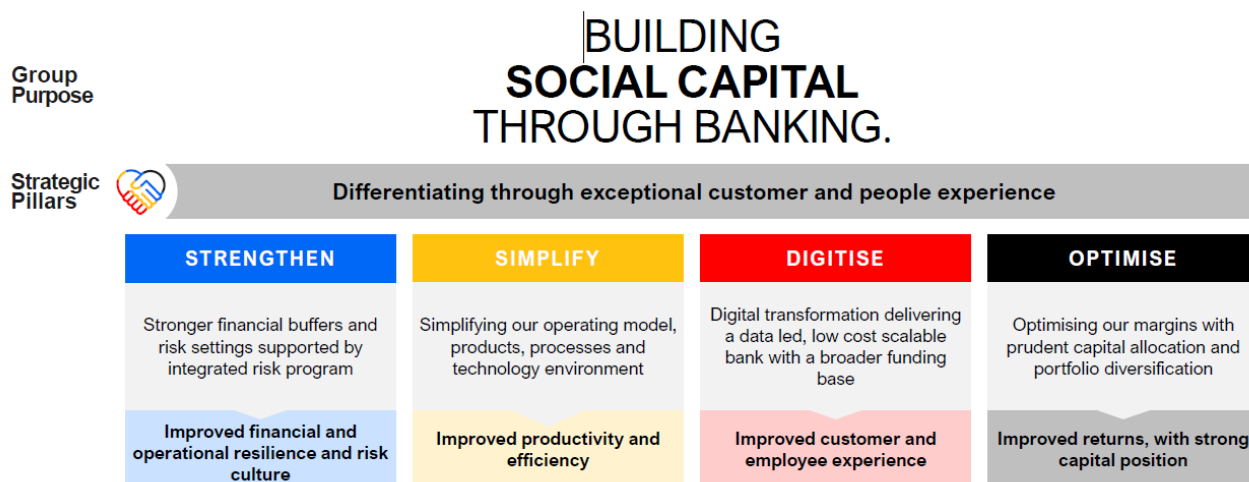 Group
Purpose
BUILDING
SOCIAL CAPITAL
THROUGH BANKING.
Strategic
Pillars
Differentiating through exceptional customer and people experience
STRENGTHEN
Stronger financial buffers and
risk settings supported by
integrated risk program
Improved financial and
operational resilience and risk
culture
SIMPLIFY
Simplifying our operating model,
products, processes and
technology environment
Improved productivity and
efficiency
DIGITISE
Digital transformation delivering
a data led, low cost scalable
bank with a broader funding
base
Improved customer and
employee experience
OPTIMISE
Optimising our margins with
prudent capital allocation and
portfolio diversification
Improved returns, with strong
capital position